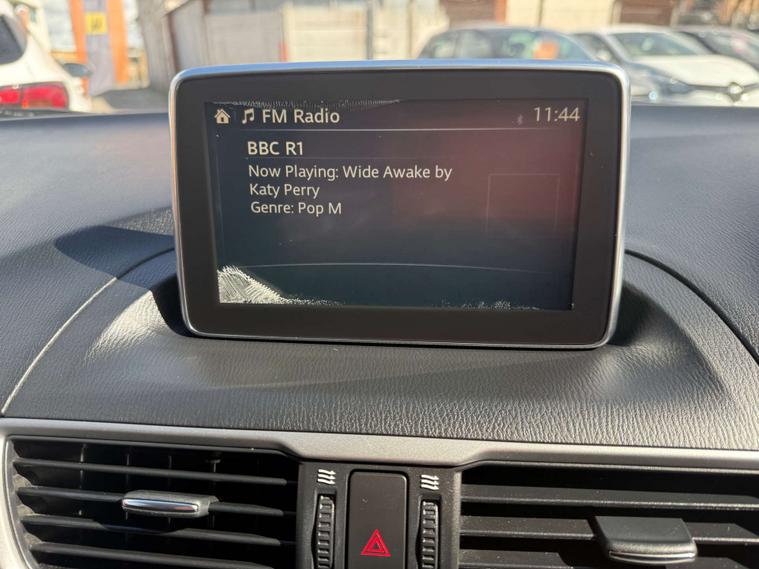 FM Radio 11:44
BBC R1
Now Playing: Wide Awake by
Katy Perry
Genre: Pop M